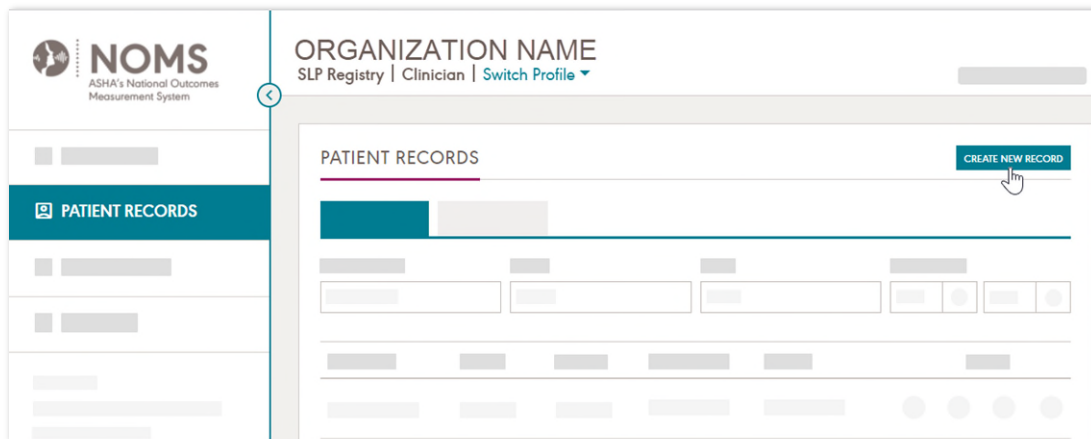 NOMS
ASHA's National Outcomes
Measurement System
ORGANIZATION NAME
SLP Registry | Clinician | Switch Profile
PATIENT RECORDS
CREATE NEW RECORD
PATIENT RECORDS